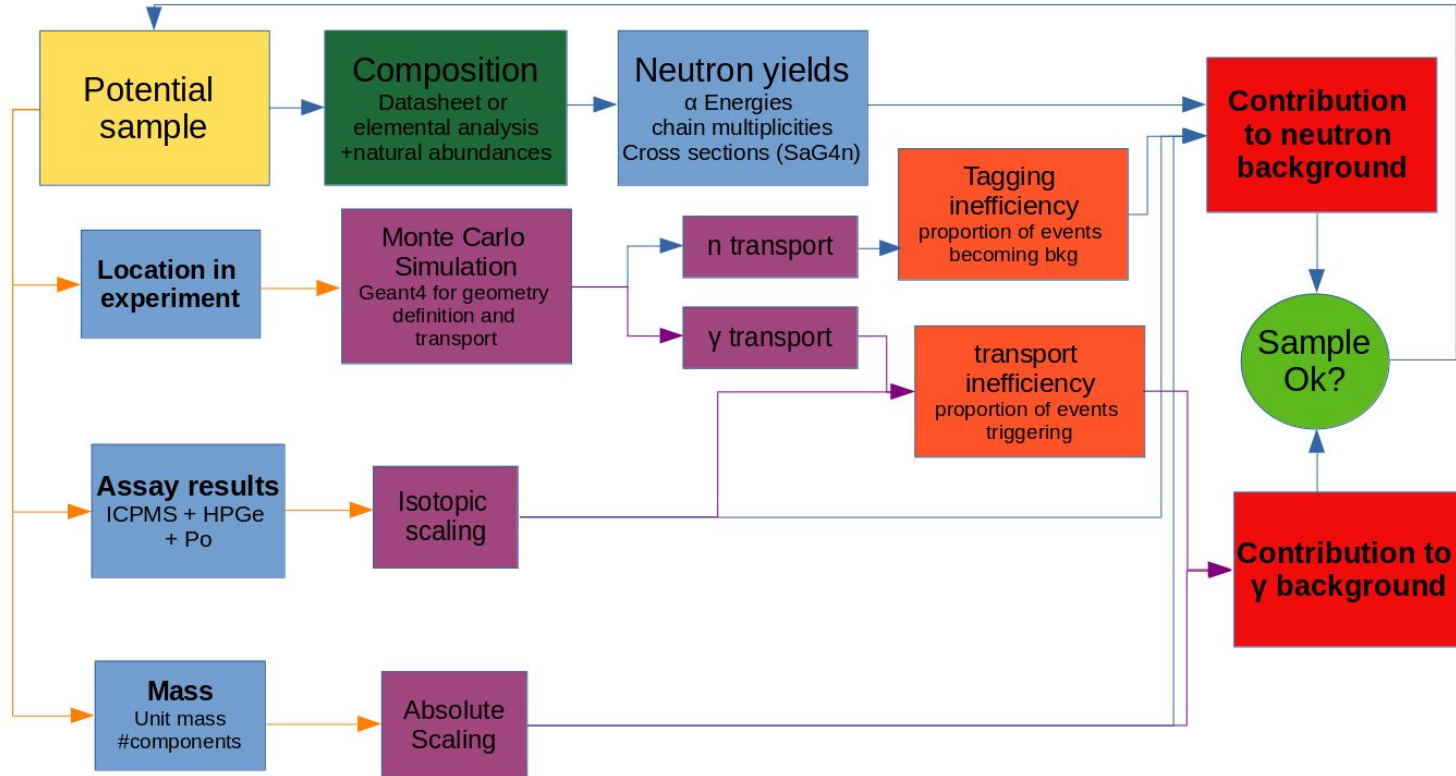 Potential
sample
Composition
Datasheet or
elemental analysis
+natural abundances
Neutron yields
α Energies
chain multiplicities
Cross sections (SaG4n)
Contribution
to neutron
background
Tagging
inefficiency
proportion of events
becoming bkg
Location in
experiment
Monte Carlo
Simulation
Geant4 for geometry
definition and
transport
n transport
γ transport
transport
inefficiency
proportion of events
triggering
Sample
Ok?
Assay results
ICPMS + HPGe
+ Po
Isotopic
scaling
Contribution to
γ background
Mass
Unit mass
#components
Absolute
Scaling